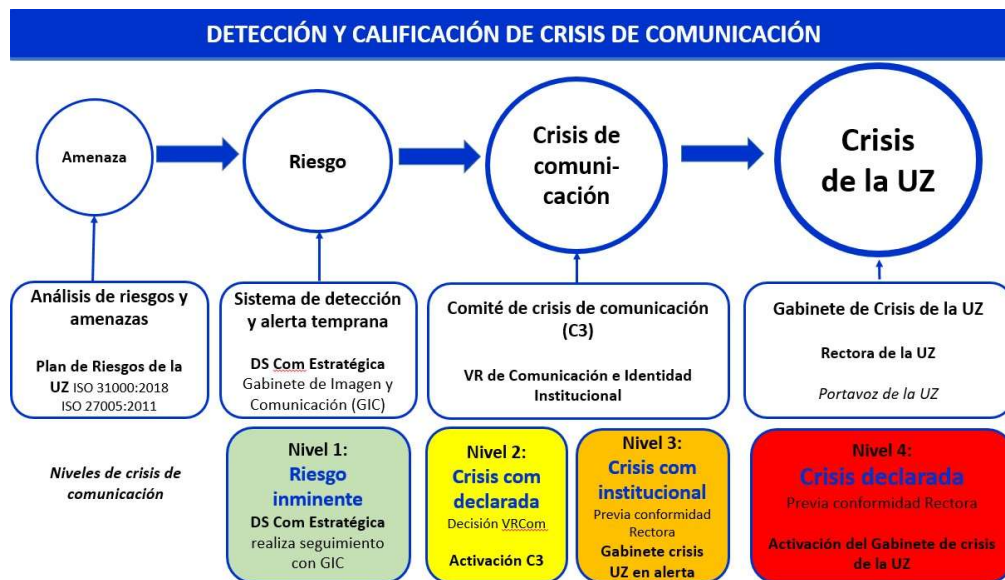 DETECCIÓN Y CALIFICACIÓN DE CRISIS DE COMUNICACIÓN
Amenaza
Riesgo
Crisis de
comuni-
cación
Crisis
de la UZ
Análisis de riesgos y
amenazas
Plan de Riesgos de la
UZ ISO 31000:2018
ISO 27005:2011
Sistema de detección
y alerta temprana
DS Com Estratégica
Gabinete de Imagen y
Comunicación (GIC)
Comité de crisis de comunicación
(C3)
VR de Comunicación e Identidad
Institucional
Gabinete de Crisis de la UZ
Rectora de la UZ
Portavoz de la UZ
Niveles de crisis de
comunicación
Nivel 1:
Riesgo
inminente
DS Com Estratégica
realiza seguimiento
con GIC
Nivel 2:
Crisis com
declarada
Decisión VRCom
Activación C3
Nivel 3:
Crisis com
institucional
Previa conformidad
Rectora
Gabinete crisis
UZ en alerta
Nivel 4:
Crisis declarada
Previa conformidad Rectora
Activación del Gabinete de crisis
de la UZ